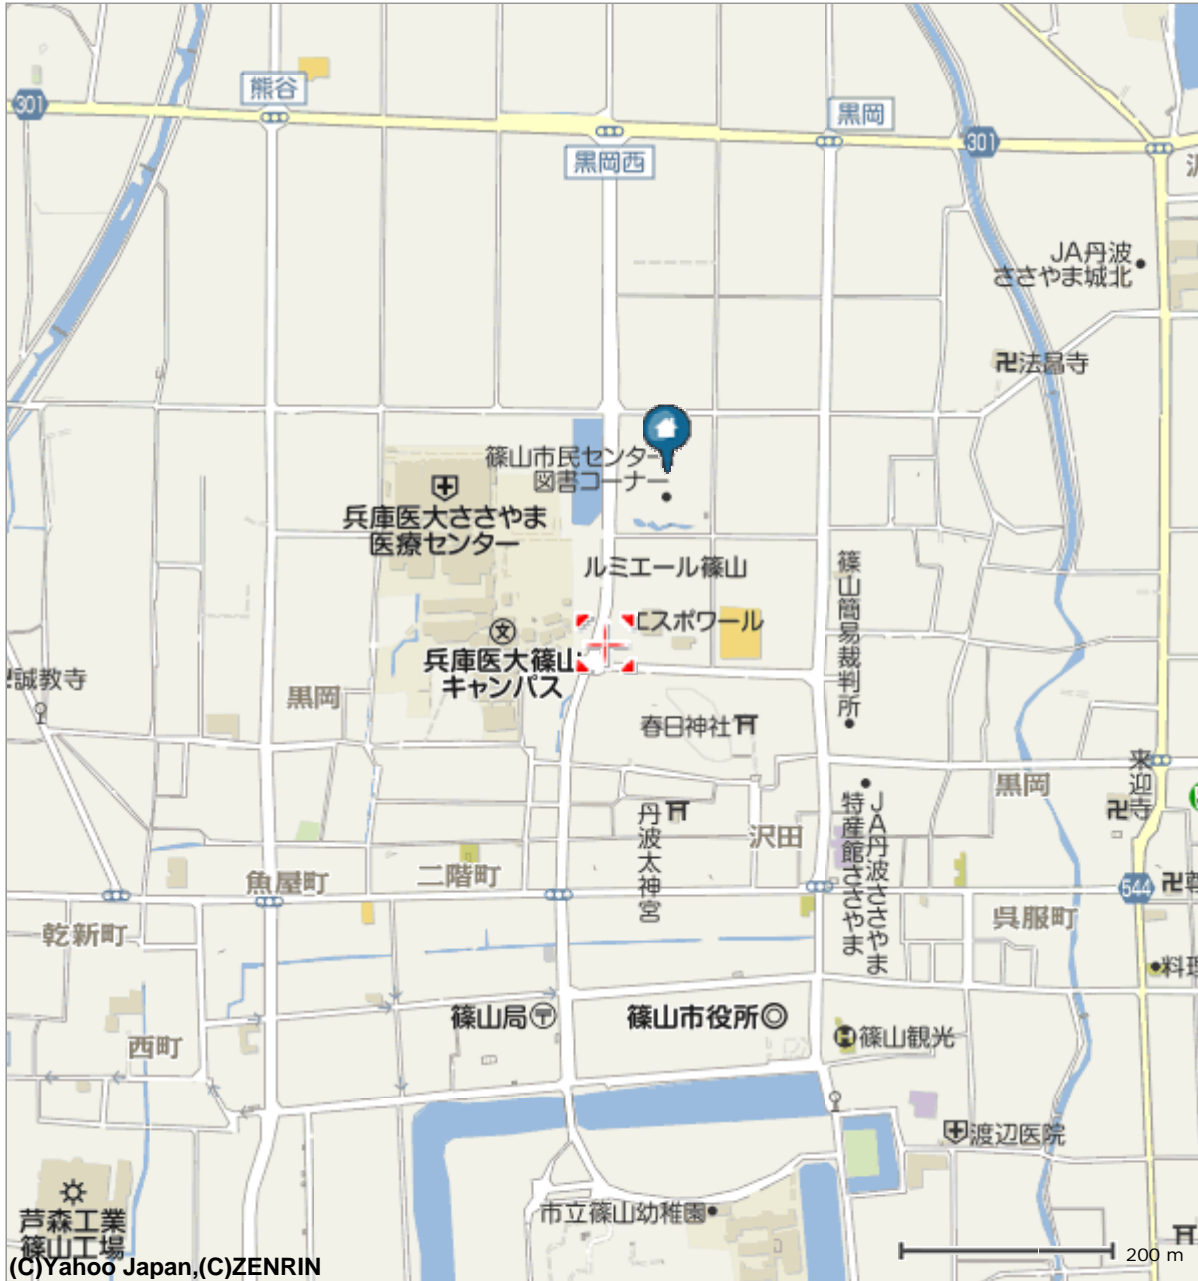 熊谷
301
黒岡
301
黒岡西
JA丹波
ささやま城北
卍法昌寺
篠山市民センター
図書コーナー
兵庫医大ささやま
医療センター
ルミエール篠山
篠山簡易裁判所
エスポワール
文
兵庫医大篠山
キャンパス
誠教寺
黒岡
春日神社
来迎寺
黒岡
JA丹波ささやま
特産館ささやま
丹波太神宮
沢田
二階町
魚屋町
544
呉服町
乾新町
料理
篠山局
篠山市役所
H篠山観光
西町
渡辺医院
芦森工業
篠山工場
市立篠山幼稚園
200 m
(C)Yahoo Japan,(C)ZENRIN